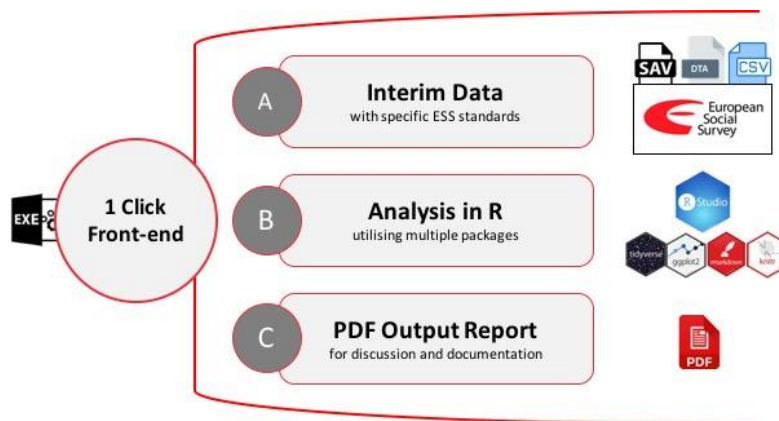 EXE
1 Click
Front-end
A
Interim Data
with specific ESS standards
SAV
DTA
CSV
European
Social
Survey
B
Analysis in R
utilising multiple packages
R Studio
tidyverse
ggplot2
rmarkdown
knitr
C
PDF Output Report
for discussion and documentation
PDF